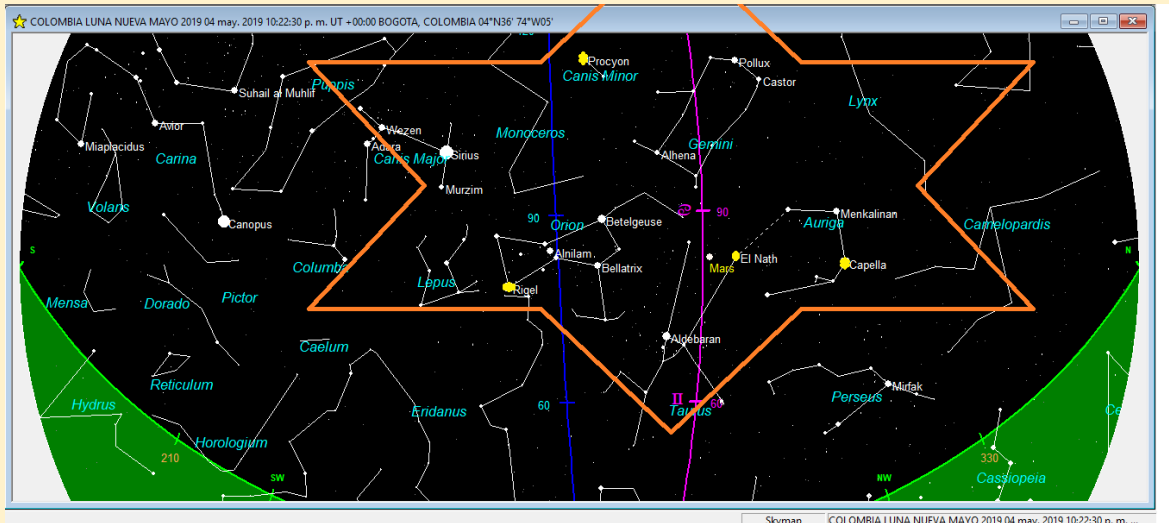 COLOMBIA LUNA NUEVA MAYO 2019 04 may. 2019 10:22:30 p. m. UT +00:00 BOGOTA, COLOMBIA 04°N36' 74°W05'
120
Procyon
Pollux
Canis Minor
Castor
Puppis
Suhail al Muhlif
Lynx
Avior
Wezen
Monoceros
Miaplacidus
Adara
Gemini
Carina
Canis Major
Sirius
Alhena
Murzim
Volans
90
90
Menkalinan
Canopus
Orion
Betelgeuse
Auriga
Camelopardis
S
Alnilam
N
El Nath
Columba
Bellatrix
Mars
Capella
Lepus
Rigel
Pictor
Mensa
Dorado
Aldebaran
Caelum
Reticulum
Mirfak
Perseus
Hydrus
Eridanus
60
II
60
Taurus
Ce
Horologium
210
330
SW
NW
Cassiopeia
Skyman
COLOMBIA LUNA NUEVA MAYO 2019 04 may. 2019 10:22:30 p. m. ...